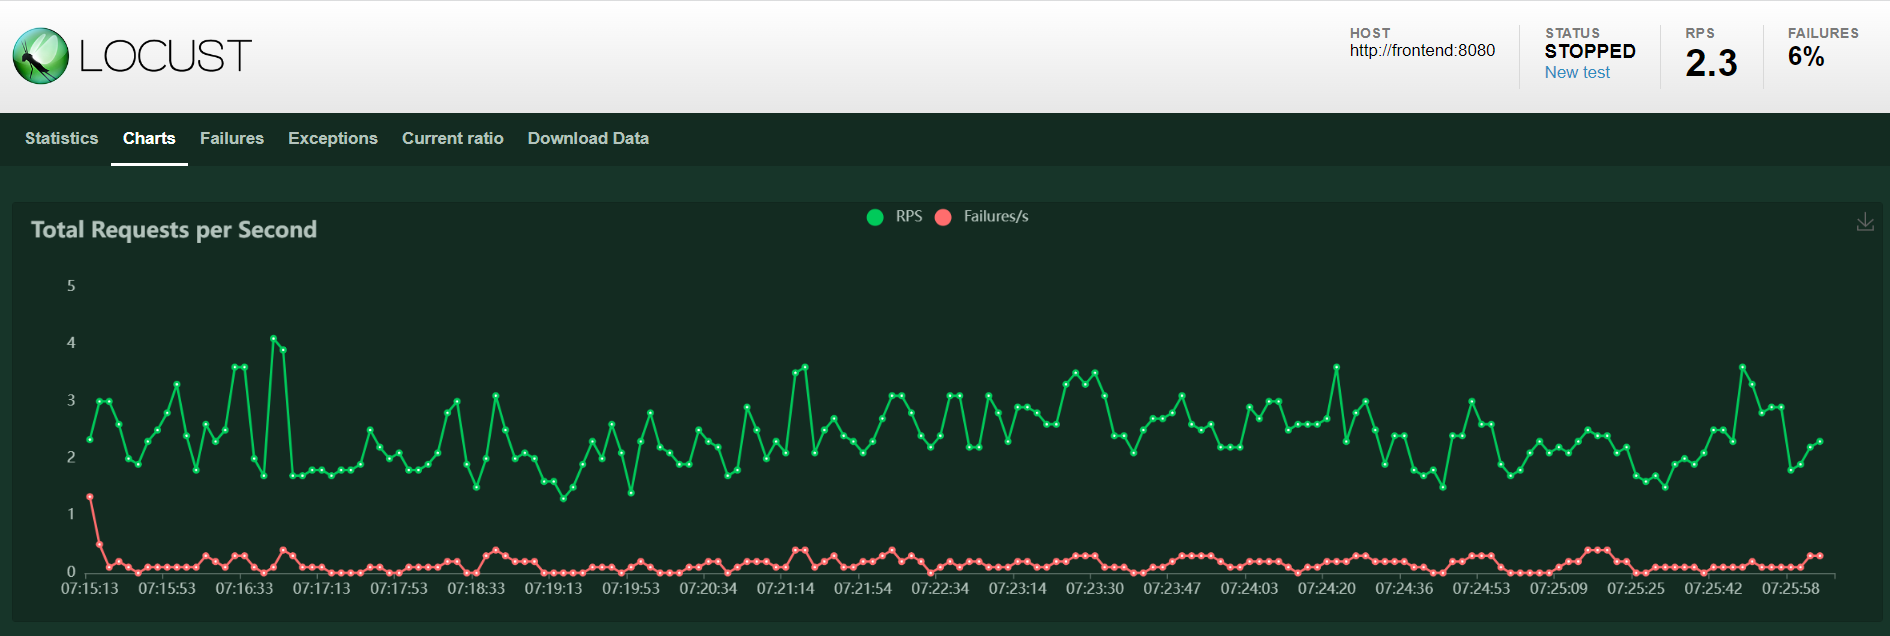 LOCUST
HOST
http://frontend:8080
STATUS
STOPPED
New test
RPS
2.3
FAILURES
6%
Statistics Charts Failures Exceptions Current ratio Download Data
Total Requests per Second
RPS Failures/s
5
4
3
2
1
0
07:15:13 07:15:53 07:16:33 07:17:13 07:17:53 07:18:33 07:19:13 07:19:53 07:20:34 07:21:14 07:21:54 07:22:34 07:23:14 07:23:30 07:23:47 07:24:03 07:24:20 07:24:36 07:24:53 07:25:09 07:25:25 07:25:42 07:25:58